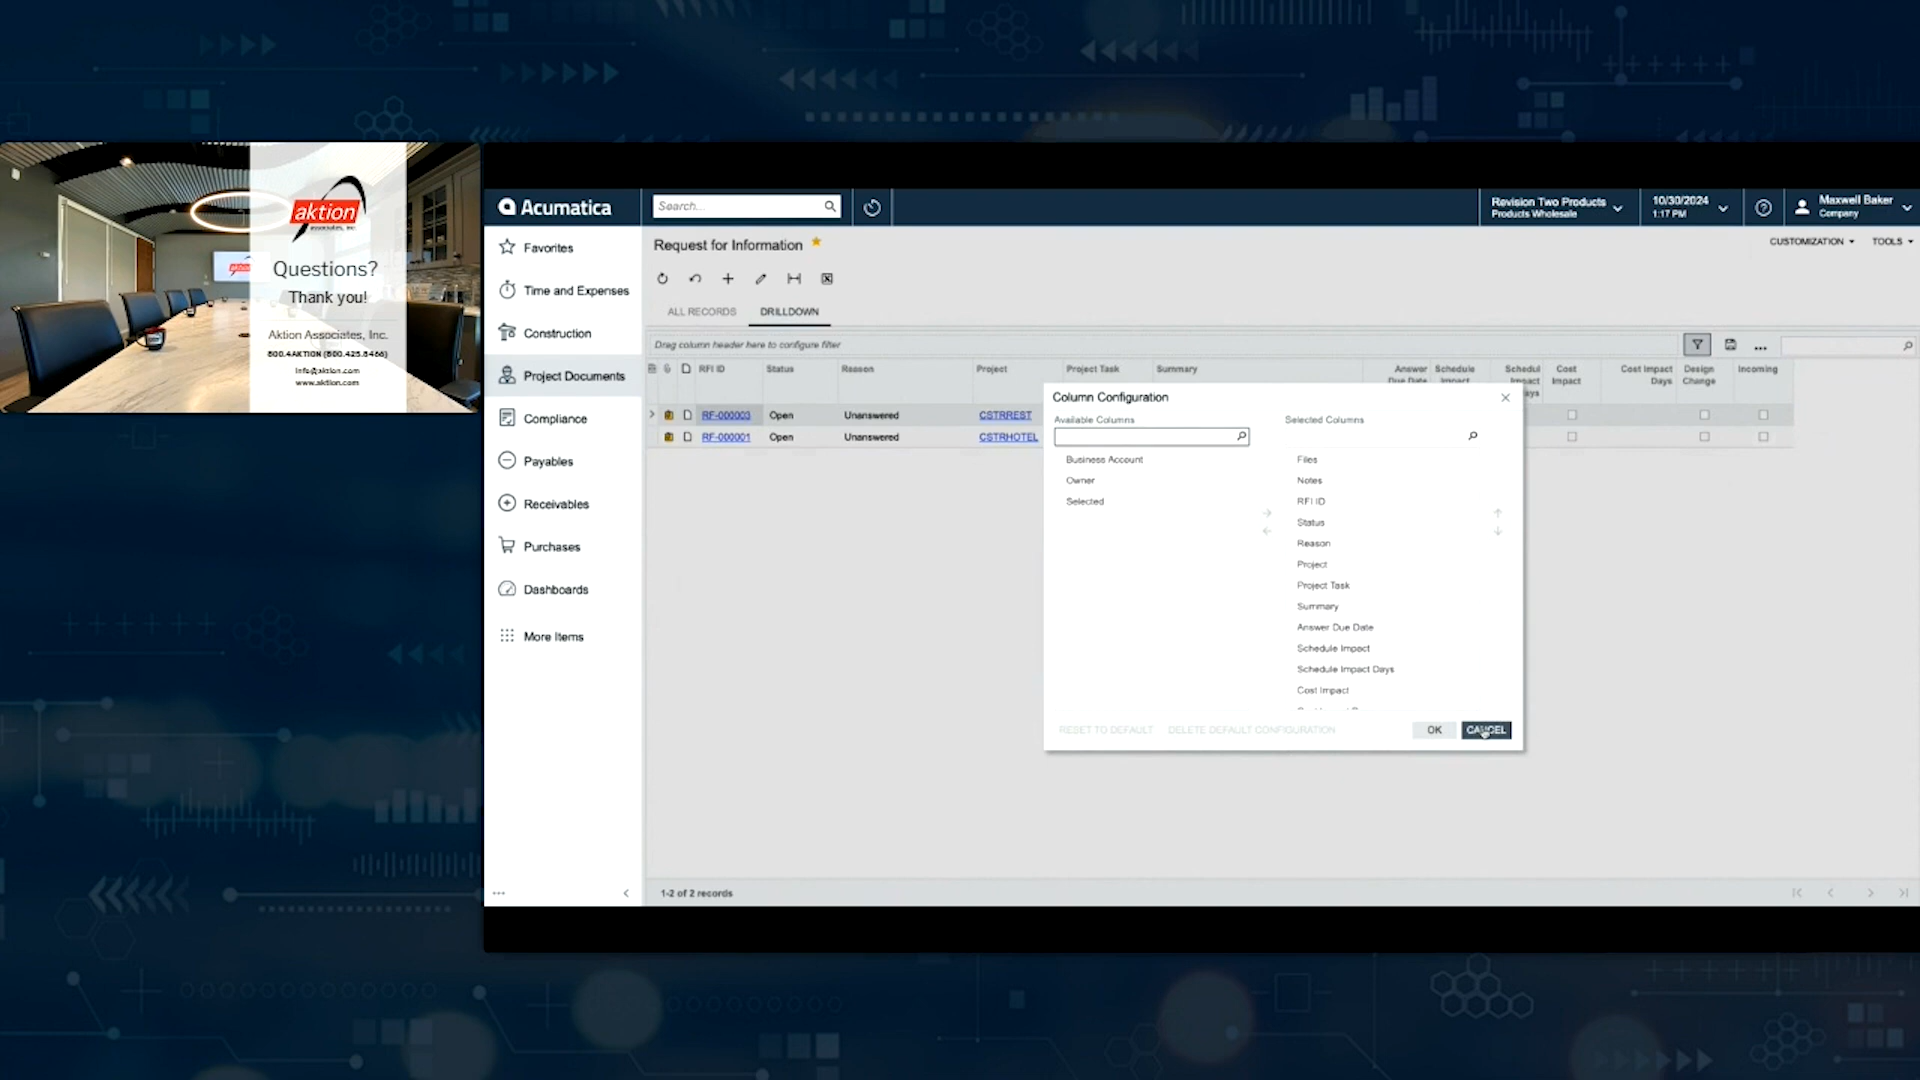 aktion
associates, inc.
Questions?
Thank you!
Aktion Associates, Inc.
800.4AKTION (800.425.8466)
info@aktion.com
www.aktion.com
Acumatica
Search...
Revision Two Products
Products Wholesale
10/30/2024
1:17 PM
Maxwell Baker
Company
Favorites
Time and Expenses
Construction
Project Documents
Compliance
Payables
Receivables
Purchases
Dashboards
More Items
Request for Information
CUSTOMIZATION
TOOLS
ALL RECORDS
DRILLDOWN
Drag column header here to configure filter
RFI ID
Status
Reason
Project
Project Task
Summary
Answer
Due Date
Schedule
Impact
Schedul
Impact
Cost
Impact
Cost Impact
Days
Design
Change
Incoming
RF-000003
Open
Unanswered
CSTRREST
RF-000001
Open
Unanswered
CSTRHOTEL
Column Configuration
Available Columns
Business Account
Owner
Selected
Selected Columns
Files
Notes
RFI ID
Status
Reason
Project
Project Task
Summary
Answer Due Date
Schedule Impact
Schedule Impact Days
Cost Impact
RESET TO DEFAULT
DELETE DEFAULT CONFIGURATION
OK
CANCEL
1-2 of 2 records